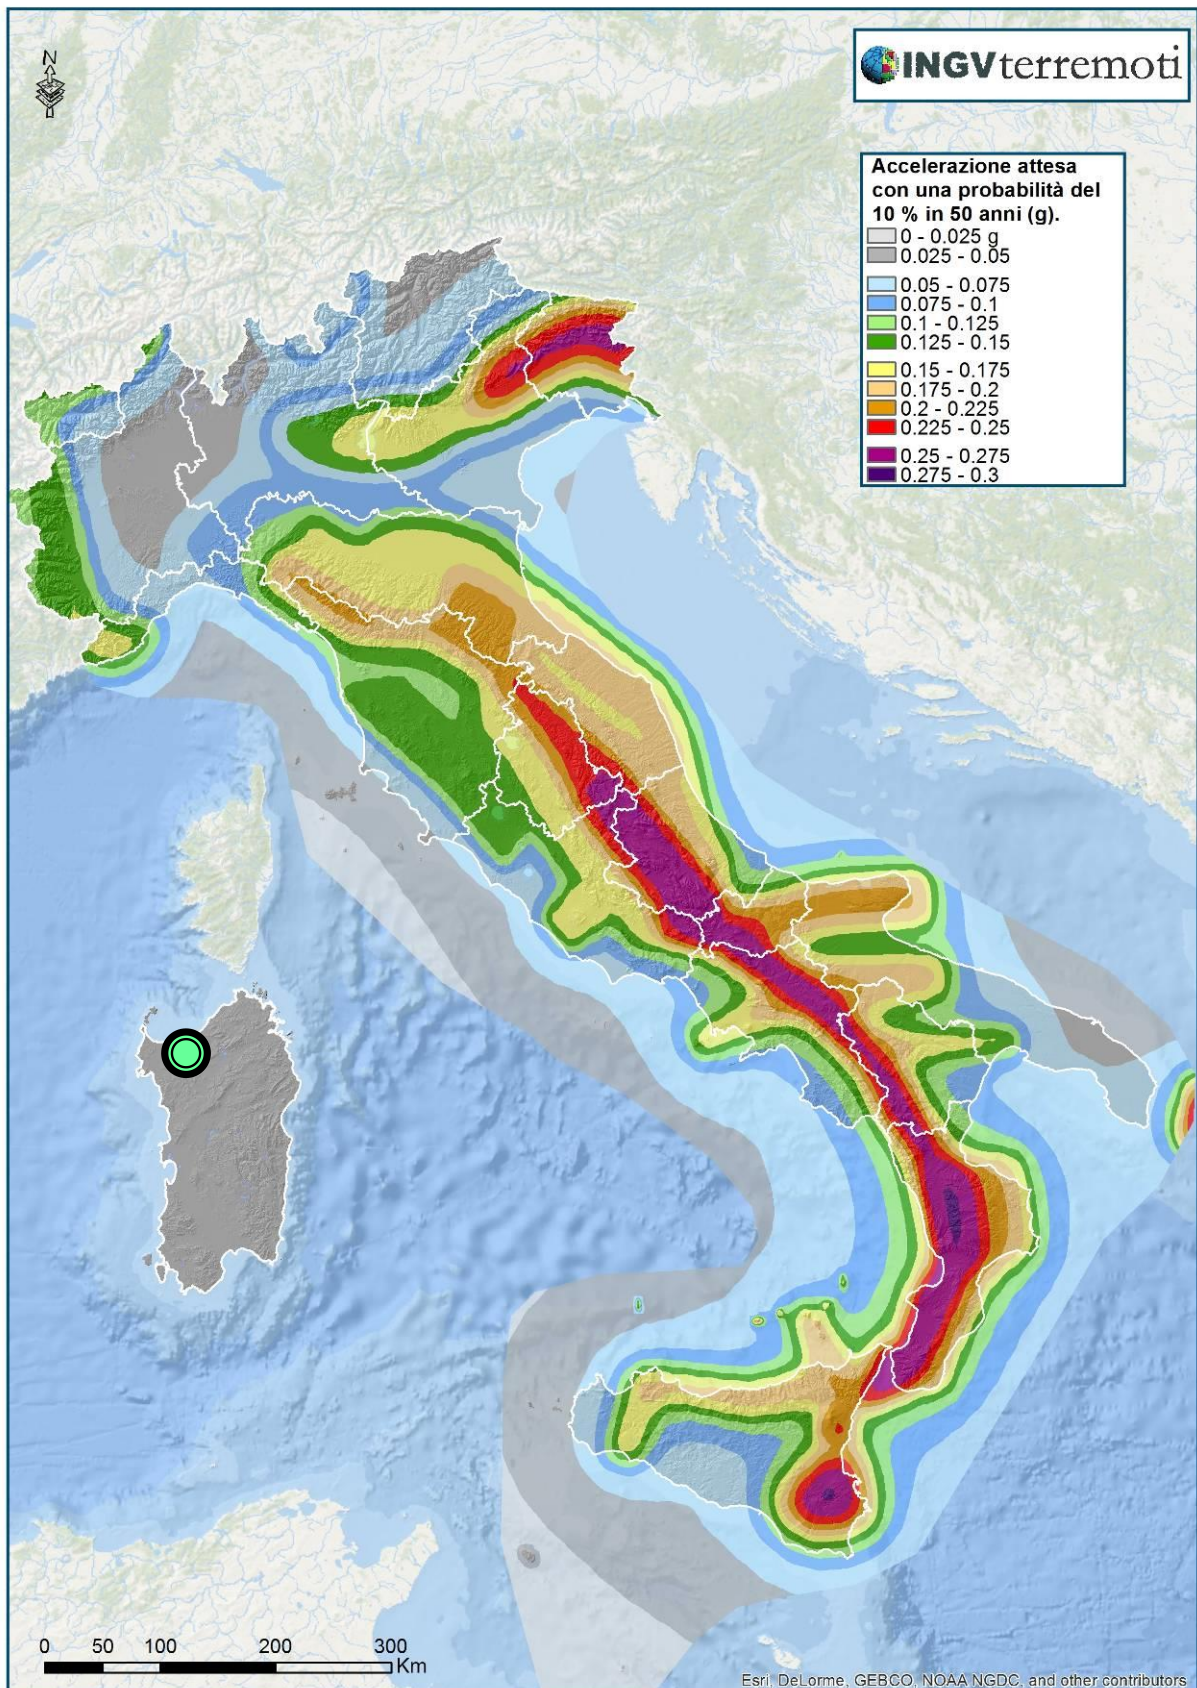 N
INGVterremoti
Accelerazione attesa
con una probabilità del
10 % in 50 anni (g).
0 - 0.025 g
0.025 - 0.05
0.05 - 0.075
0.075 - 0.1
0.1 - 0.125
0.125 - 0.15
0.15 - 0.175
0.175 - 0.2
0.2 - 0.225
0.225 - 0.25
0.25 - 0.275
0.275 - 0.3
0 50 100 200 300
Km
Esri, DeLorme, GEBCO, NOAA NGDC, and other contributors